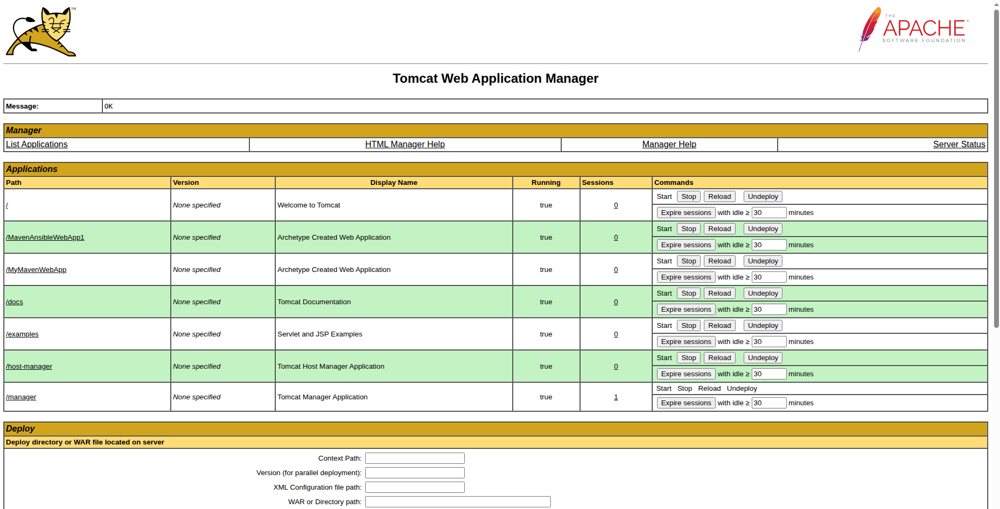 TM
THE
APACHE®
SOFTWARE FOUNDATION
Tomcat Web Application Manager
Message: OK
Manager
List Applications HTML Manager Help Manager Help Server Status
Applications
Path Version Display Name Running Sessions Commands
Start Stop Reload Undeploy
/ None specified Welcome to Tomcat true 0
Expire sessions with idle ≥ 30 minutes
Start Stop Reload Undeploy
/MavenAnsibleWebApp1 None specified Archetype Created Web Application true 0
Expire sessions with idle ≥ 30 minutes
Start Stop Reload Undeploy
/MyMavenWebApp None specified Archetype Created Web Application true 0
Expire sessions with idle ≥ 30 minutes
Start Stop Reload Undeploy
/docs None specified Tomcat Documentation true 0
Expire sessions with idle ≥ 30 minutes
Start Stop Reload Undeploy
/examples None specified Servlet and JSP Examples true 0
Expire sessions with idle ≥ 30 minutes
Start Stop Reload Undeploy
/host-manager None specified Tomcat Host Manager Application true 0
Expire sessions with idle ≥ 30 minutes
Start Stop Reload Undeploy
/manager None specified Tomcat Manager Application true 1
Expire sessions with idle ≥ 30 minutes
Deploy
Deploy directory or WAR file located on server
Context Path:
Version (for parallel deployment):
XML Configuration file path:
WAR or Directory path: